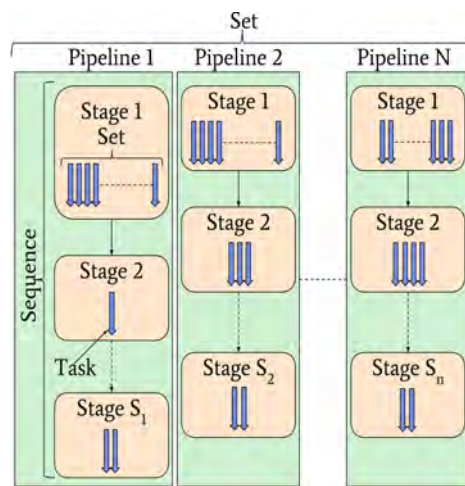 Set
Pipeline 1
Pipeline 2
Pipeline N
Sequence
Stage 1
Set
Stage 2
Task
Stage S₁
Stage 1
Stage 2
Stage S₂
Stage 1
Stage 2
Stage Sₙ